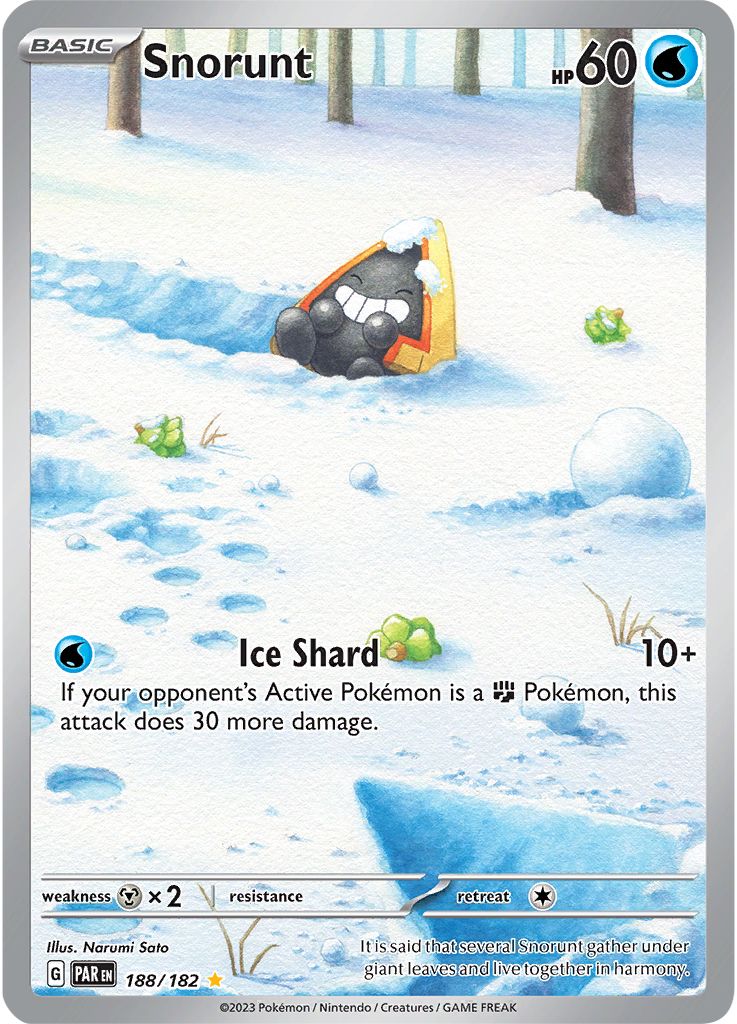 BASIC
Snorunt
HP 60
Ice Shard 10+
If your opponent's Active Pokémon is a Pokémon, this
attack does 30 more damage.
weakness ×2 resistance retreat
Illus. Narumi Sato
It is said that several Snorunt gather under
giant leaves and live together in harmony.
G PAR EN 188/182
©2023 Pokémon / Nintendo / Creatures / GAME FREAK